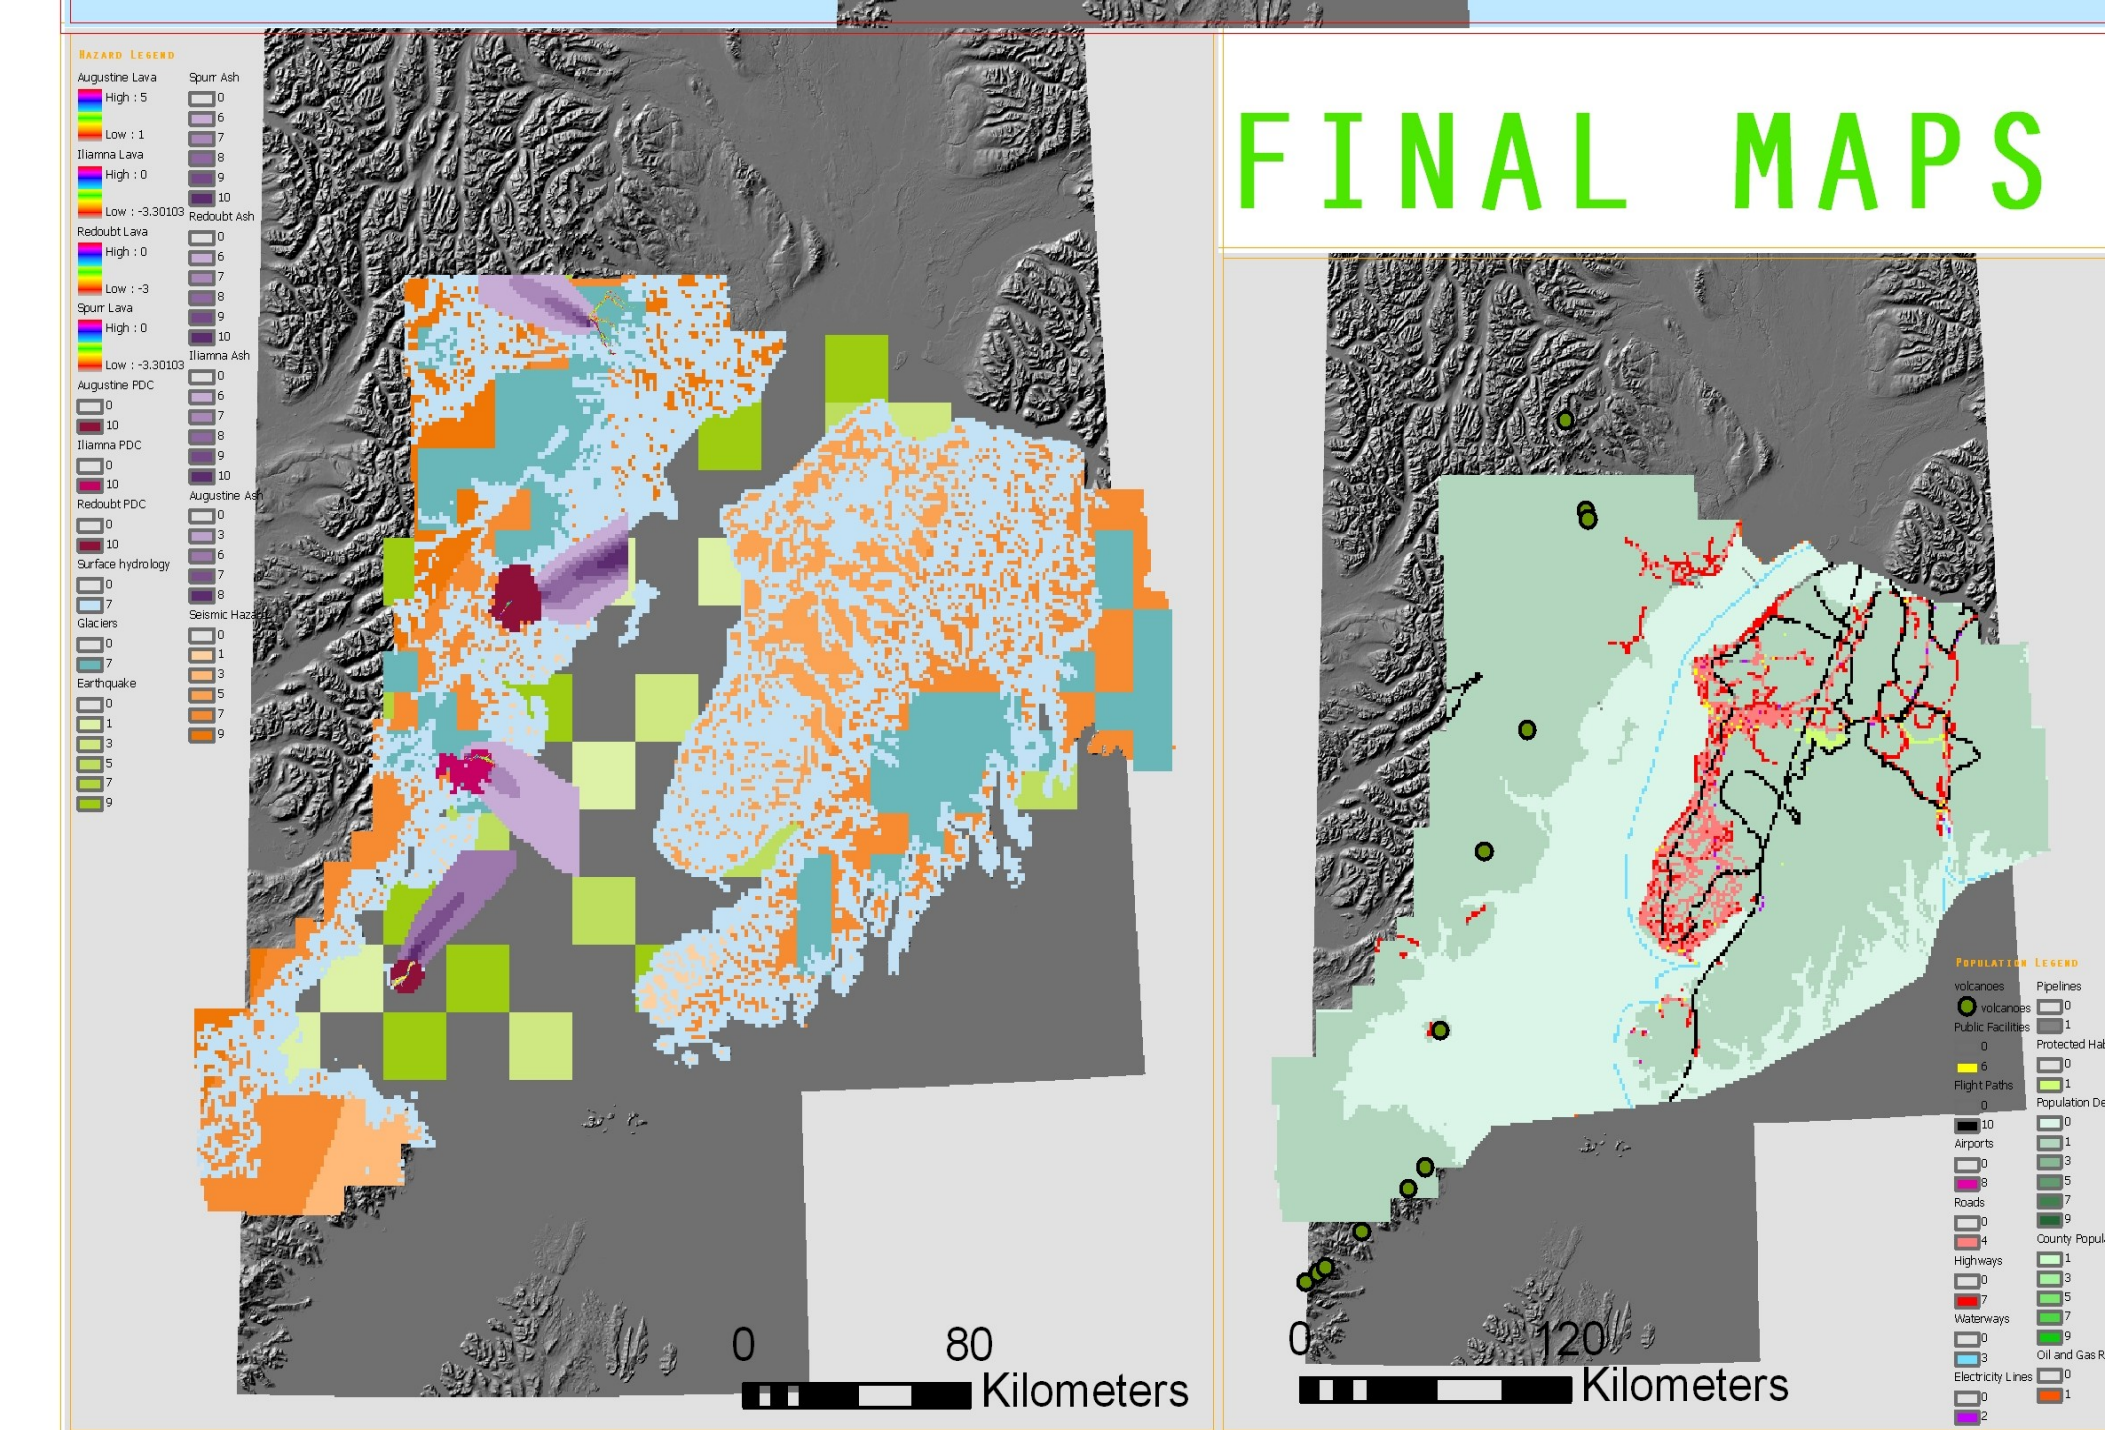 HAZARD LEGEND
Augustine Lava
High : 5
Low : 1
Iliamna Lava
High : 0
Low : -3.30103
Redoubt Lava
High : 0
Low : -3
Spurr Lava
High : 0
Low : -3.30103
Augustine PDC
0
10
Iliamna PDC
0
10
Redoubt PDC
0
10
Surface hydrology
0
7
Glaciers
0
7
Earthquake
0
1
3
5
7
9
Spurr Ash
0
6
7
8
9
10
Redoubt Ash
0
6
7
8
9
10
Iliamna Ash
0
6
7
8
9
10
Augustine Ash
0
3
6
7
8
Seismic Haza
0
1
3
5
7
9
0 80
Kilometers
FINAL MAPS
0 120
Kilometers
POPULATION LEGEND
volcanoes
volcanoes
Public Facilities
0
6
Flight Paths
0
10
Airports
0
8
Roads
0
4
Highways
0
7
Waterways
0
3
Electricity Lines
0
2
Pipelines
0
1
Protected Hab
0
1
Population De
0
1
3
5
7
9
County Popul
1
3
5
7
9
Oil and Gas R
0
1